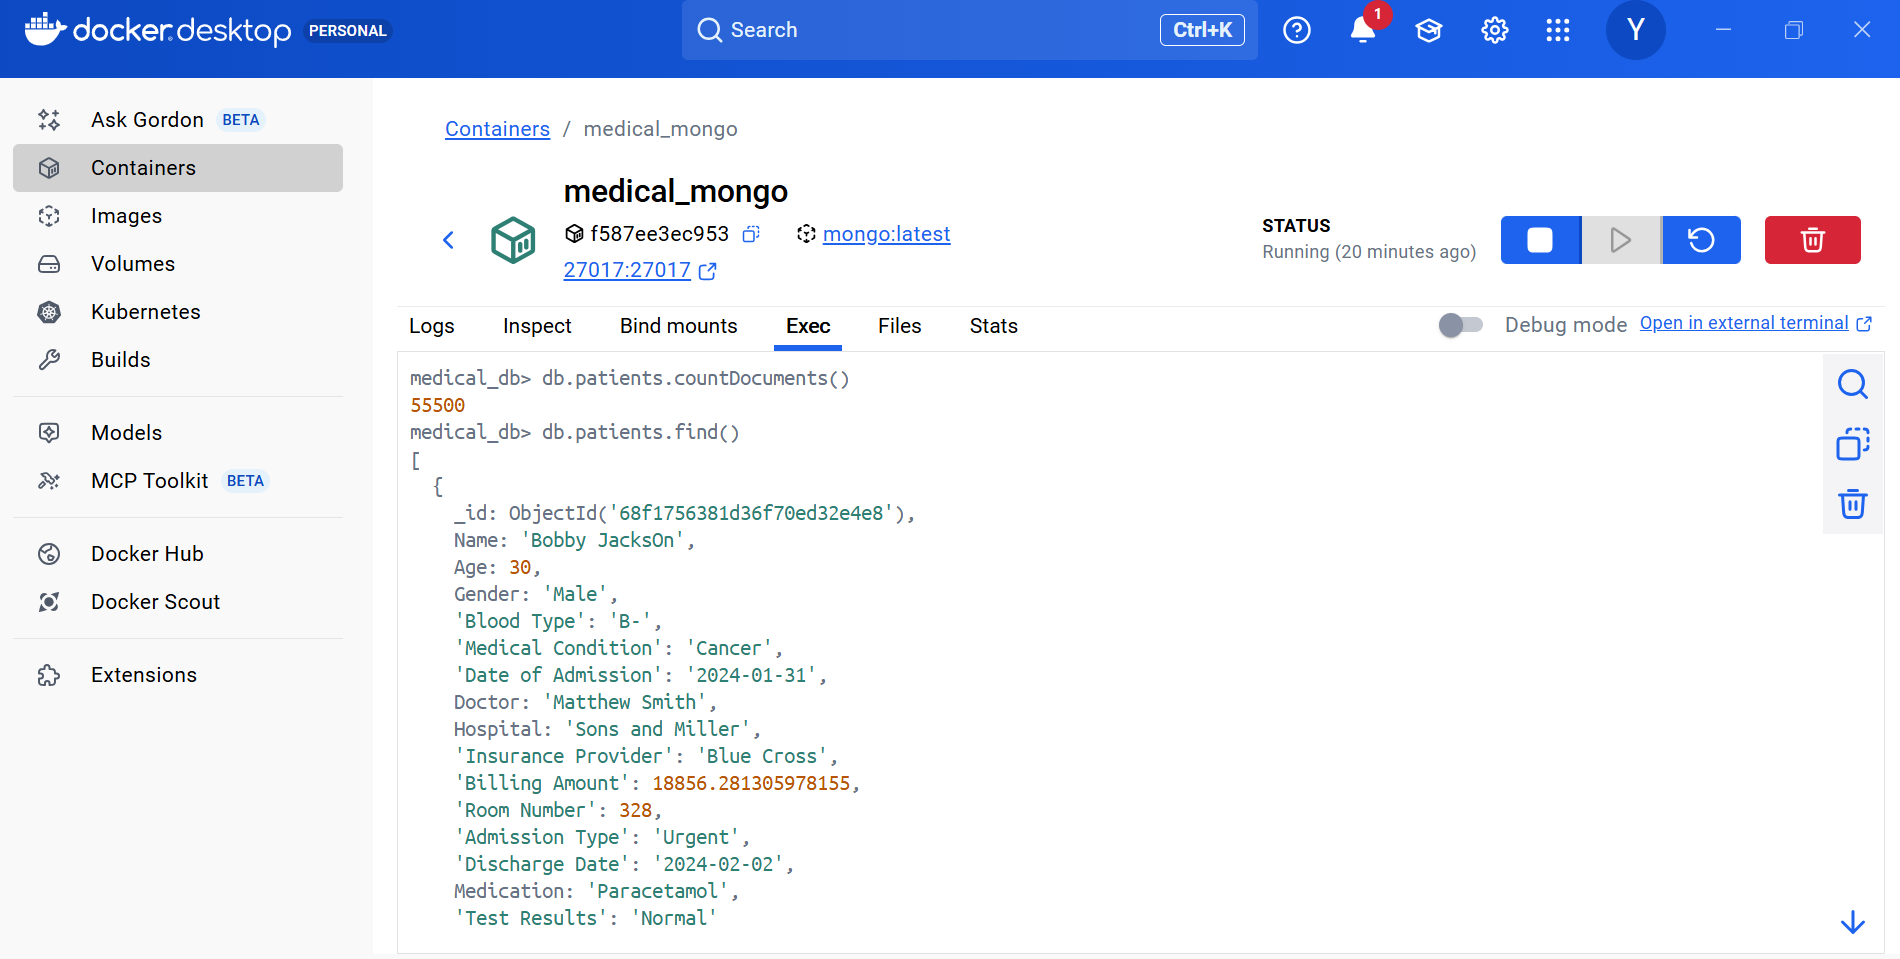 docker desktop PERSONAL
Search
Ctrl+K
1
Y
Ask Gordon BETA
Containers
Images
Volumes
Kubernetes
Builds
Models
MCP Toolkit BETA
Docker Hub
Docker Scout
Extensions
Containers / medical_mongo
medical_mongo
f587ee3ec953
mongo:latest
27017:27017
STATUS
Running (20 minutes ago)
Logs Inspect Bind mounts Exec Files Stats
Debug mode Open in external terminal
medical_db> db.patients.countDocuments()
55500
medical_db> db.patients.find()
[
{
_id: ObjectId('68f1756381d36f70ed32e4e8'),
Name: 'Bobby JacksOn',
Age: 30,
Gender: 'Male',
'Blood Type': 'B-',
'Medical Condition': 'Cancer',
'Date of Admission': '2024-01-31',
Doctor: 'Matthew Smith',
Hospital: 'Sons and Miller',
'Insurance Provider': 'Blue Cross',
'Billing Amount': 18856.281305978155,
'Room Number': 328,
'Admission Type': 'Urgent',
'Discharge Date': '2024-02-02',
Medication: 'Paracetamol',
'Test Results': 'Normal'